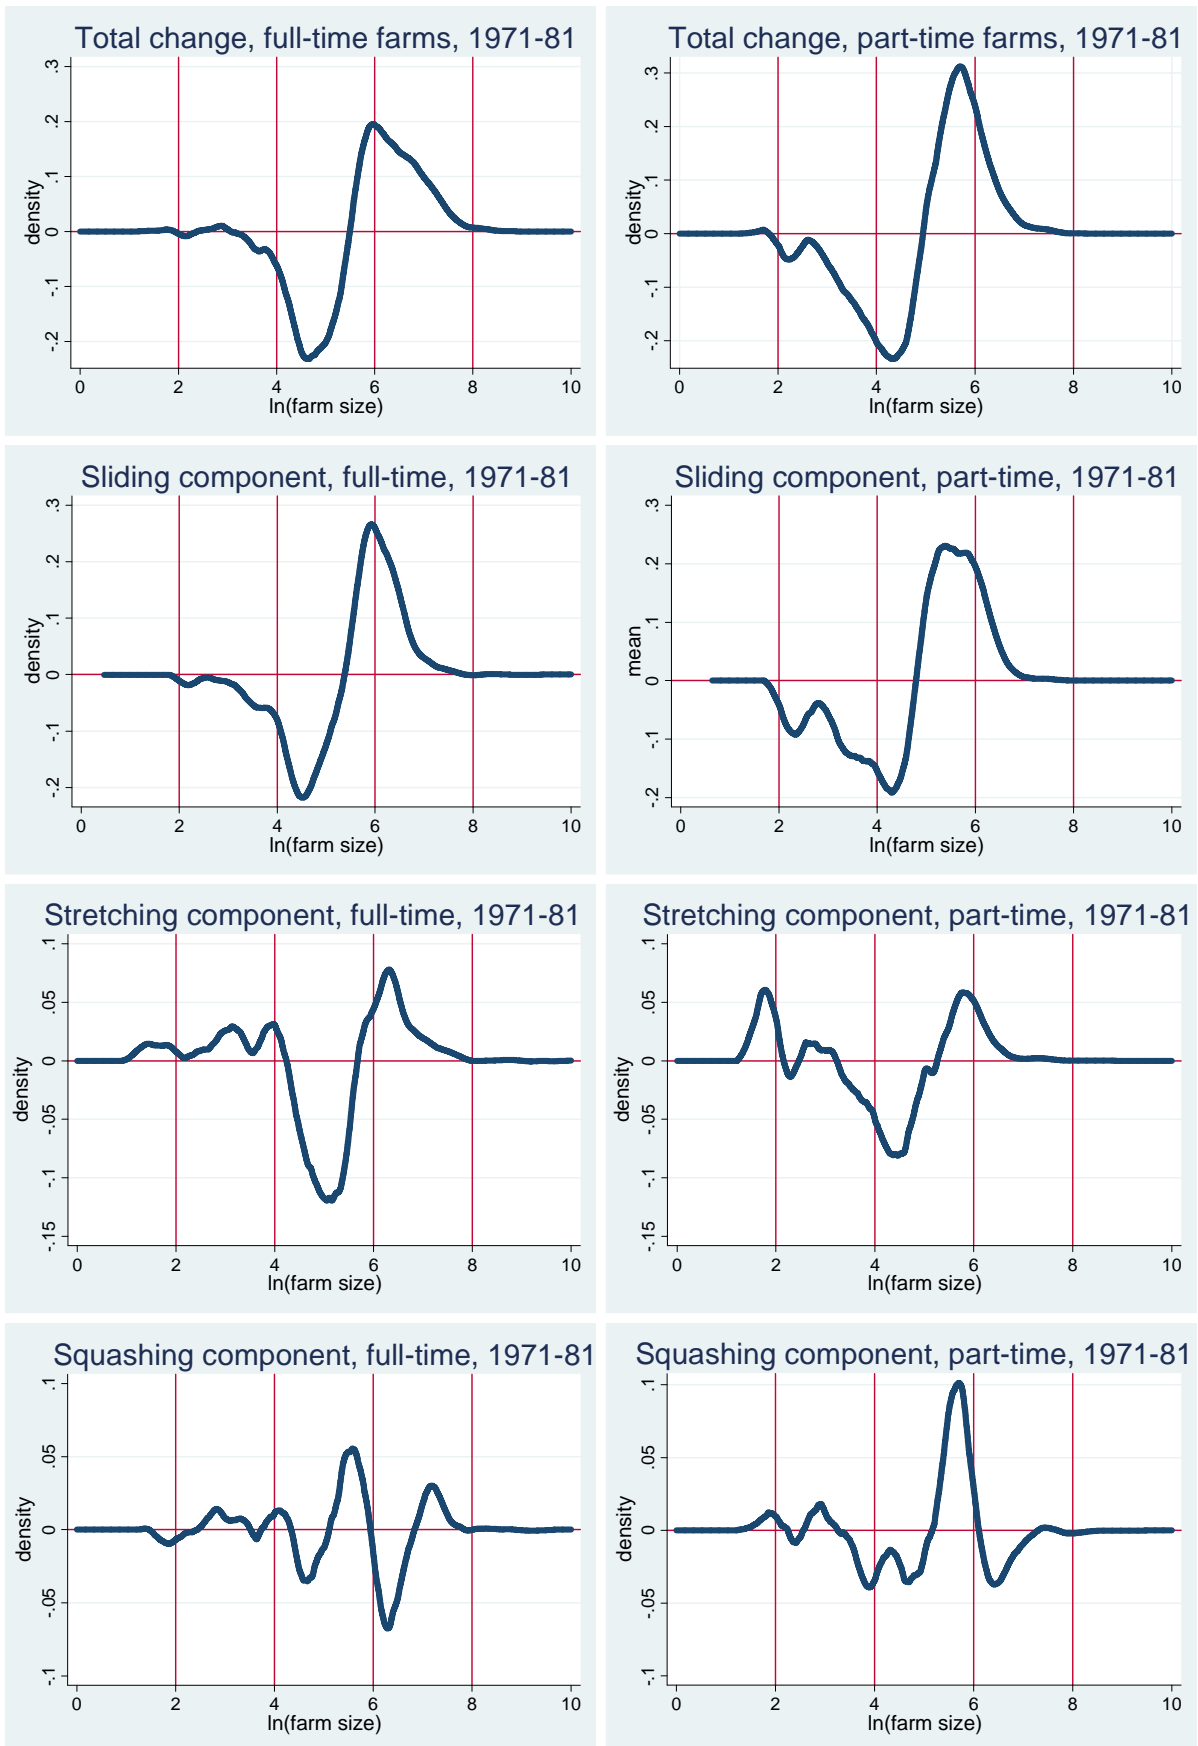 Total change, full-time farms, 1971-81
.3
.2
.1
0
-.1
-.2
density
0 2 4 6 8 10
ln(farm size)
Total change, part-time farms, 1971-81
.3
.2
.1
0
-.1
-.2
density
0 2 4 6 8 10
ln(farm size)
Sliding component, full-time, 1971-81
.3
.2
.1
0
-.1
-.2
density
0 2 4 6 8 10
ln(farm size)
Sliding component, part-time, 1971-81
.3
.2
.1
0
-.1
-.2
mean
0 2 4 6 8 10
ln(farm size)
Stretching component, full-time, 1971-81
.1
.05
0
-.05
-.1
-.15
density
0 2 4 6 8 10
ln(farm size)
Stretching component, part-time, 1971-81
.1
.05
0
-.05
-.1
-.15
density
0 2 4 6 8 10
ln(farm size)
Squashing component, full-time, 1971-81
.1
.05
0
-.05
-.1
density
0 2 4 6 8 10
ln(farm size)
Squashing component, part-time, 1971-81
.1
.05
0
-.05
-.1
density
0 2 4 6 8 10
ln(farm size)